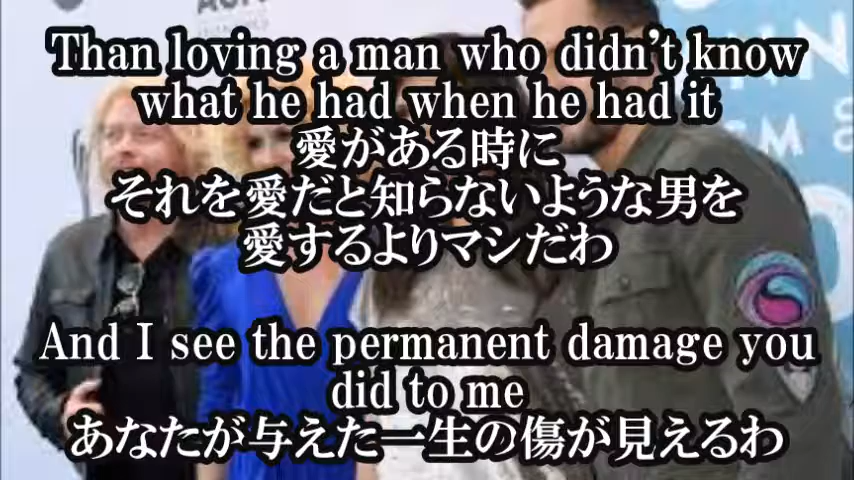 Than loving a man who didn't know
what he had when he had it
愛がある時に
それを愛だと知らないような男を
愛するよりマシだわ
And I see the permanent damage you
did to me
あなたが与えた一生の傷が見えるわ